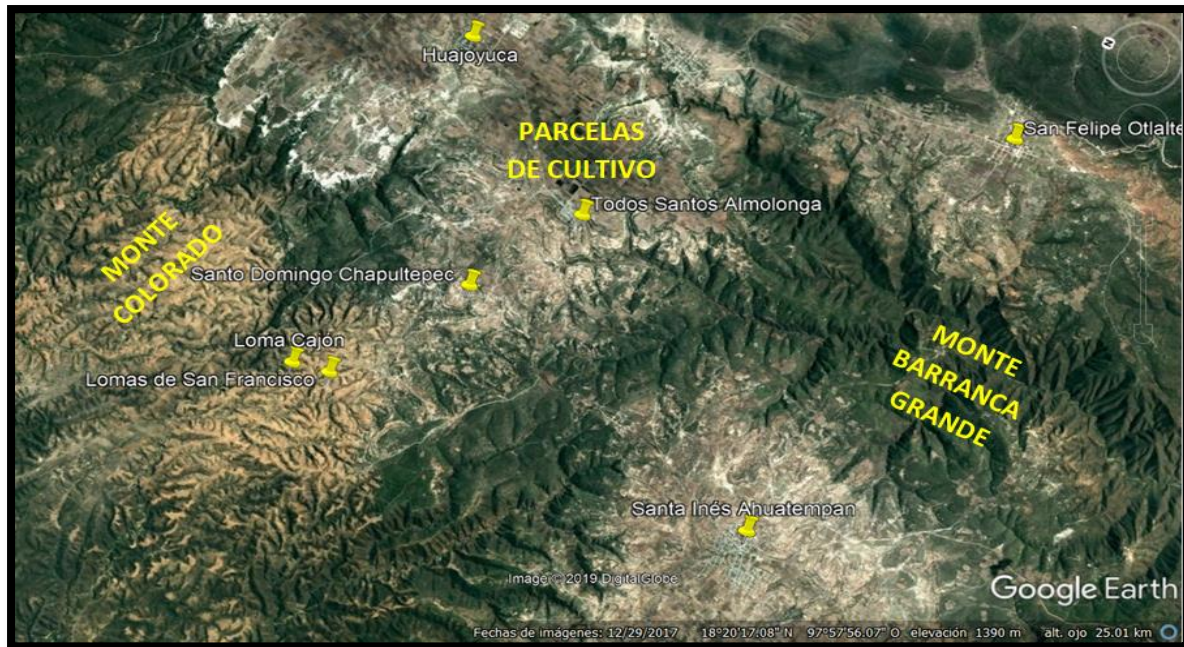 N
Huajoyuca
PARCELAS
DE CULTIVO
San Felipe Otlalte
Todos Santos Almolonga
MONTE
COLORADO
Santo Domingo Chapultepec
Loma Cajón
Lomas de San Francisco
MONTE
BARRANCA
GRANDE
Santa Inés Ahuatempan
Image © 2019 DigitalGlobe
Google Earth
Fechas de imágenes: 12/29/2017 18°20'17.08" N 97°57'56.07" O elevación 1390 m alt. ojo 25.01 km